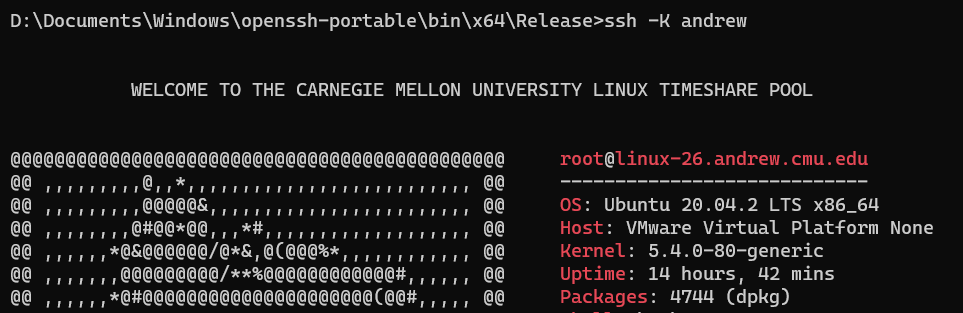 D:\Documents\Windows\openssh-portable\bin\x64\Release>ssh -K andrew
WELCOME TO THE CARNEGIE MELLON UNIVERSITY LINUX TIMESHARE POOL
@@@@@@@@@@@@@@@@@@@@@@@@@@@@@@@@@@@@@@@@@@@@@ root@linux-26.andrew.cmu.edu
@@ ,,,,,,,,,@,,*,,,,,,,,,,,,,,,,,,,,,,,,,, @@ ----------------------------
@@ ,,,,,,,,,@@@@@&,,,,,,,,,,,,,,,,,,,,,,,, @@ OS: Ubuntu 20.04.2 LTS x86_64
@@ ,,,,,,,,@#@@*@@,,,*#,,,,,,,,,,,,,,,,,,, @@ Host: VMware Virtual Platform None
@@ ,,,,,,*@&@@@@@@/@*&,@(@@@%*,,,,,,,,,,,, @@ Kernel: 5.4.0-80-generic
@@ ,,,,,,,@@@@@@@@@/**%@@@@@@@@@@@@#,,,,,, @@ Uptime: 14 hours, 42 mins
@@ ,,,,,,*@#@@@@@@@@@@@@@@@@@@@@@(@@#,,,,, @@ Packages: 4744 (dpkg)